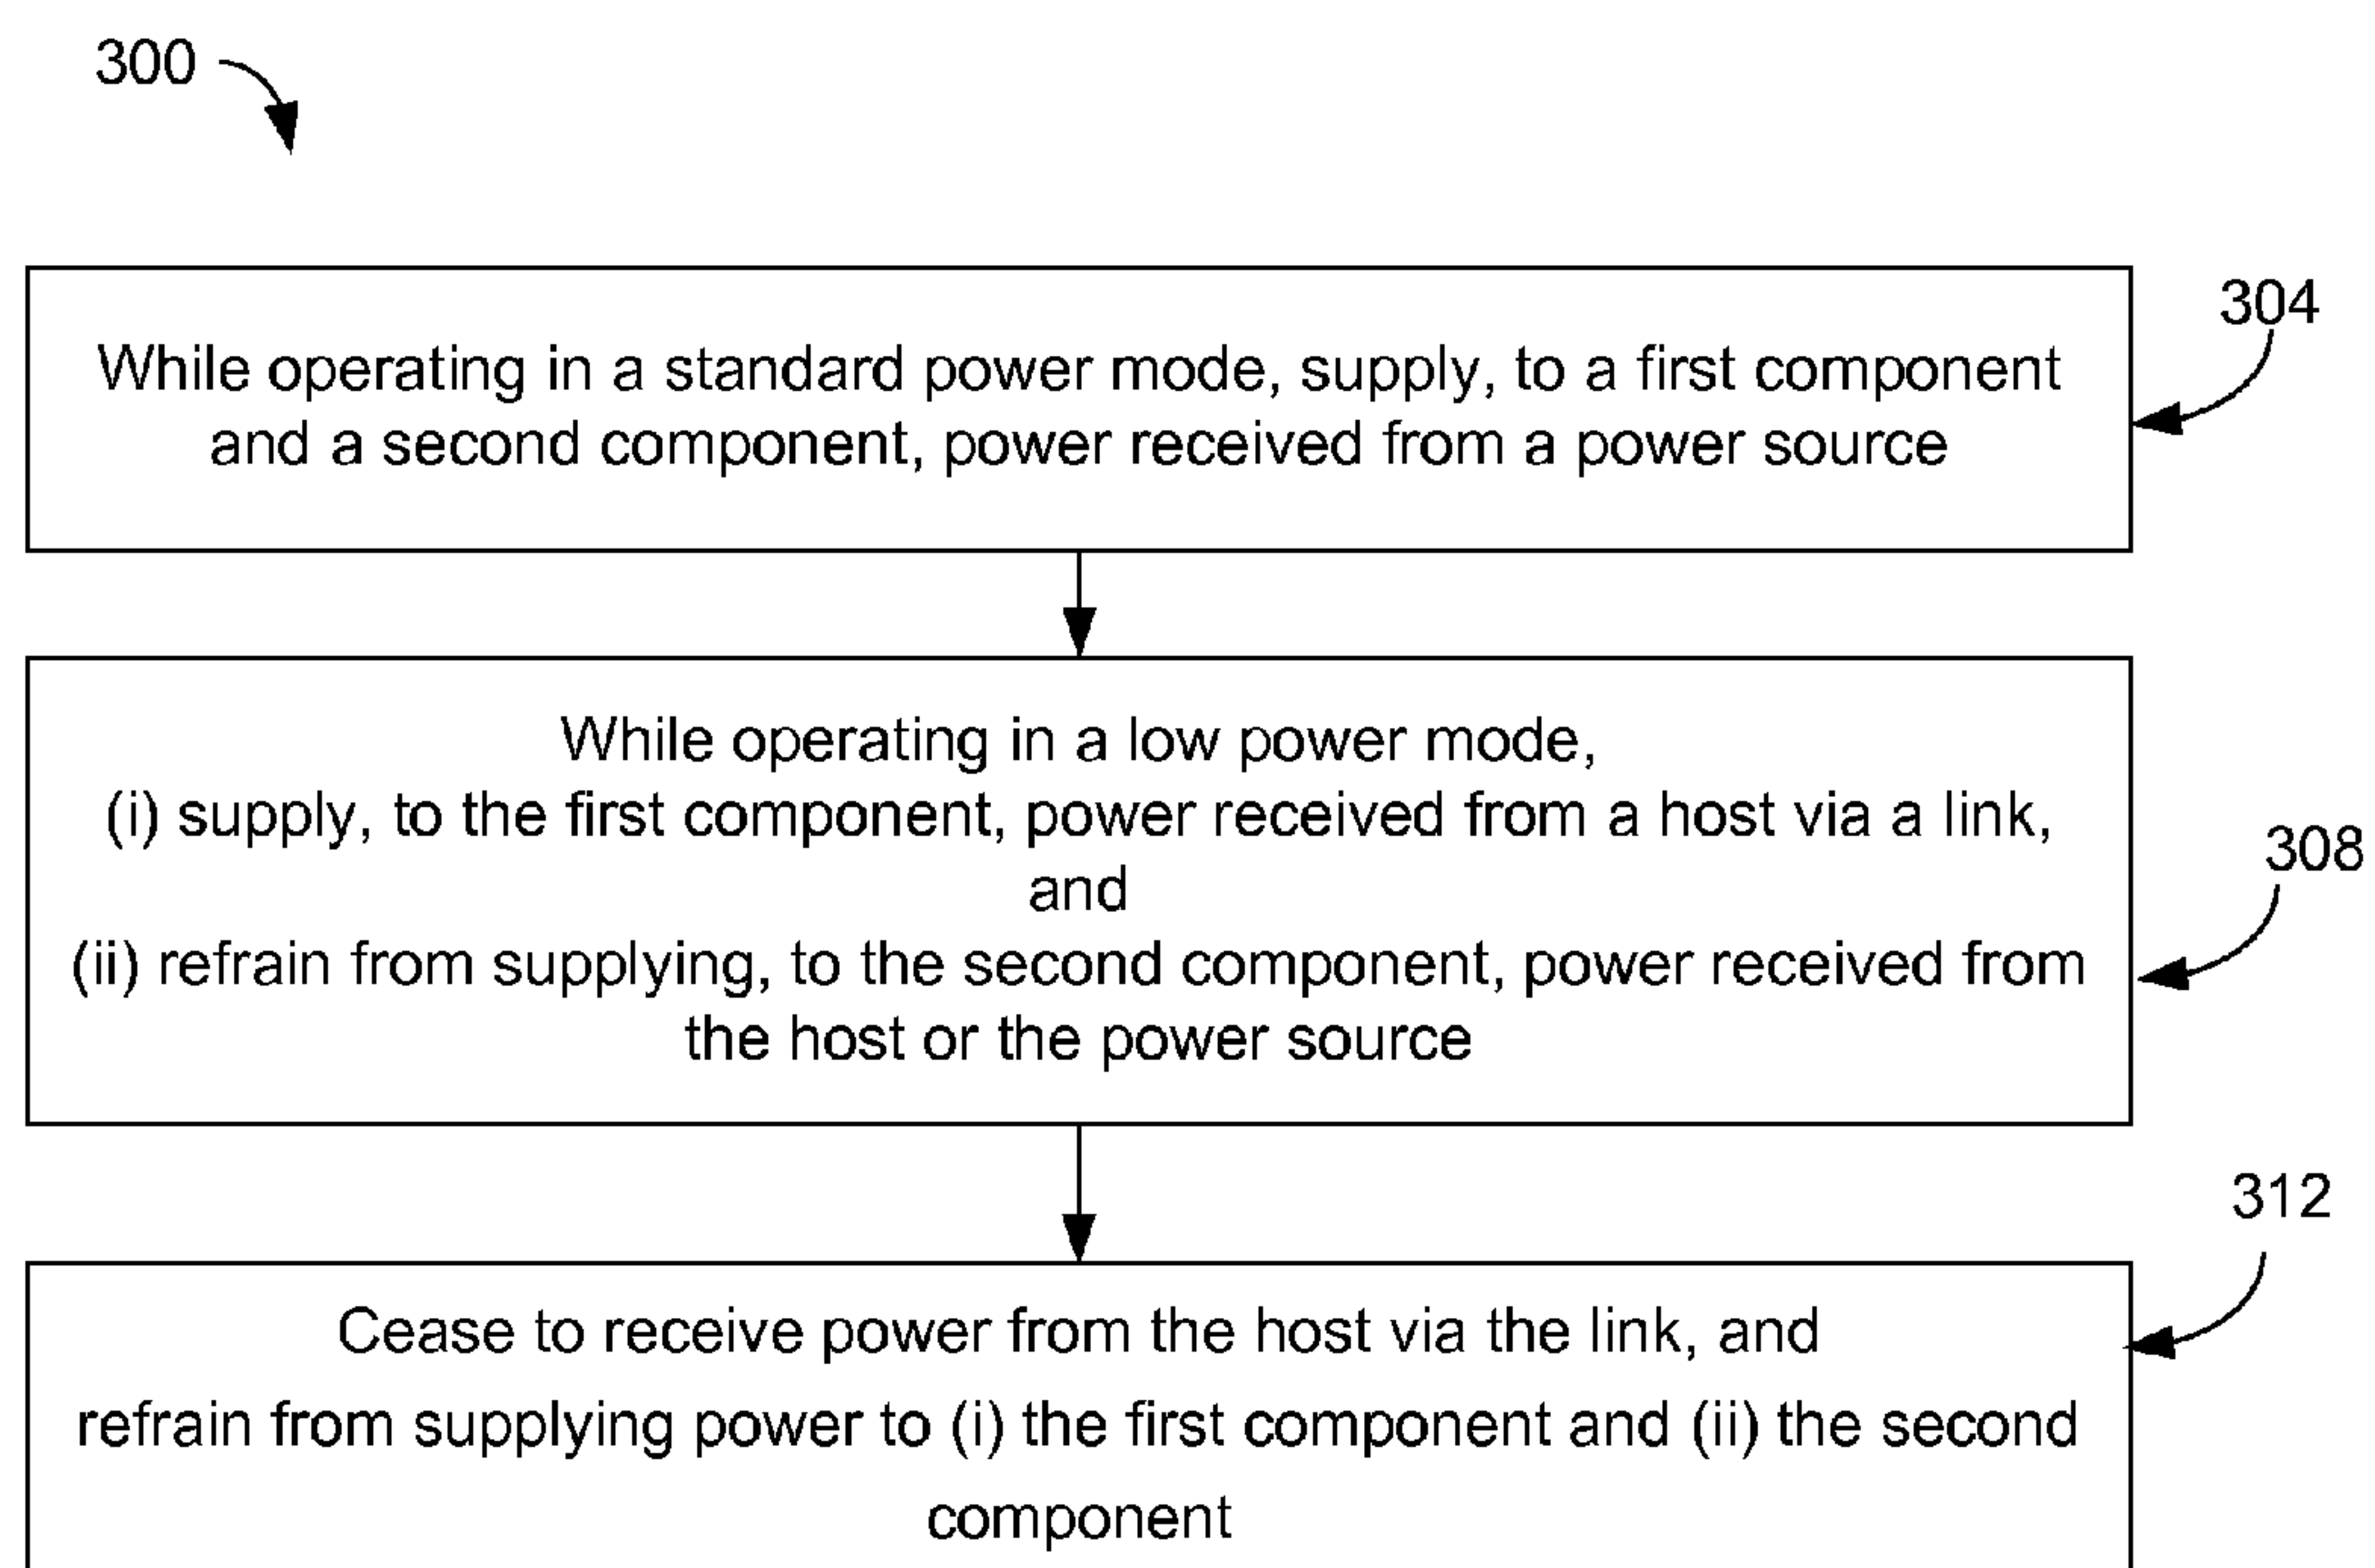 300
304
While operating in a standard power mode, supply, to a first component
and a second component, power received from a power source
While operating in a low power mode,
(i) supply, to the first component, power received from a host via a link,
308
and
(ii) refrain from supplying, to the second component, power received from
the host or the power source
312
Cease to receive power from the host via the link, and
refrain from supplying power to (i) the first component and (ii) the second
component